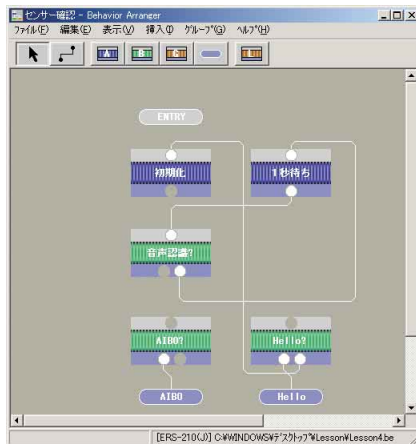 センサー確認 - Behavior Arranger
ファイル(F) 編集(E) 表示(V) 挿入(I) グループ(G) ヘルプ(H)
A B C E
ENTRY
初期化 1秒待ち
音声認識?
AIBO? Hello?
AIBO Hello
[ERS-210(J)] C:¥WINDOWS¥デスクトップ¥Lesson¥Lesson4.be